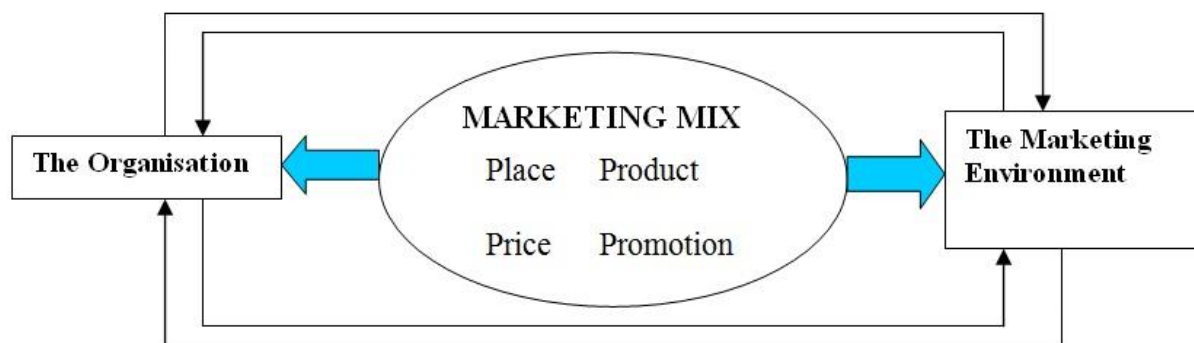 MARKETING MIX
The Organisation
Place Product
Price Promotion
The Marketing
Environment